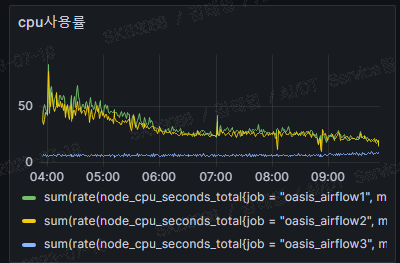 cpu사용률
50
0
04:00 05:00 06:00 07:00 08:00 09:00
sum(rate(node_cpu_seconds_total{job = "oasis_airflow1", m
sum(rate(node_cpu_seconds_total{job = "oasis_airflow2", m
sum(rate(node_cpu_seconds_total{job = "oasis_airflow3", m